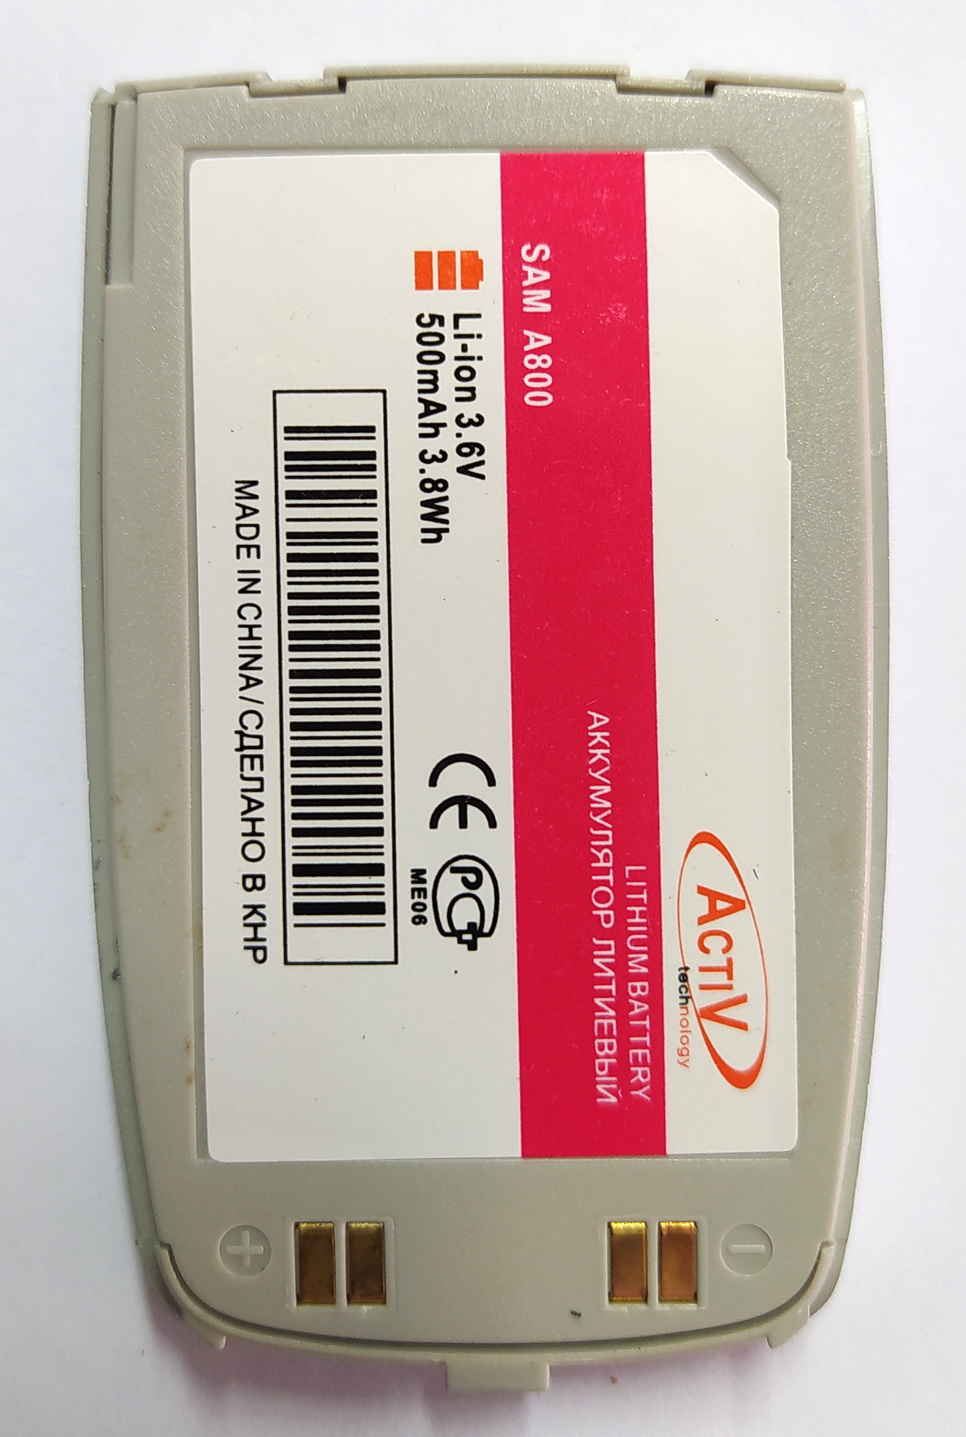 ACTIV
technology
LITHIUM BATTERY
АККУМУЛЯТОР ЛИТИЕВЫЙ
SAM A800
Li-ion 3.6V
500mAh 3.8Wh
CE
РСТ
ME06
MADE IN CHINA/СДЕЛАНО В КНР
+
−